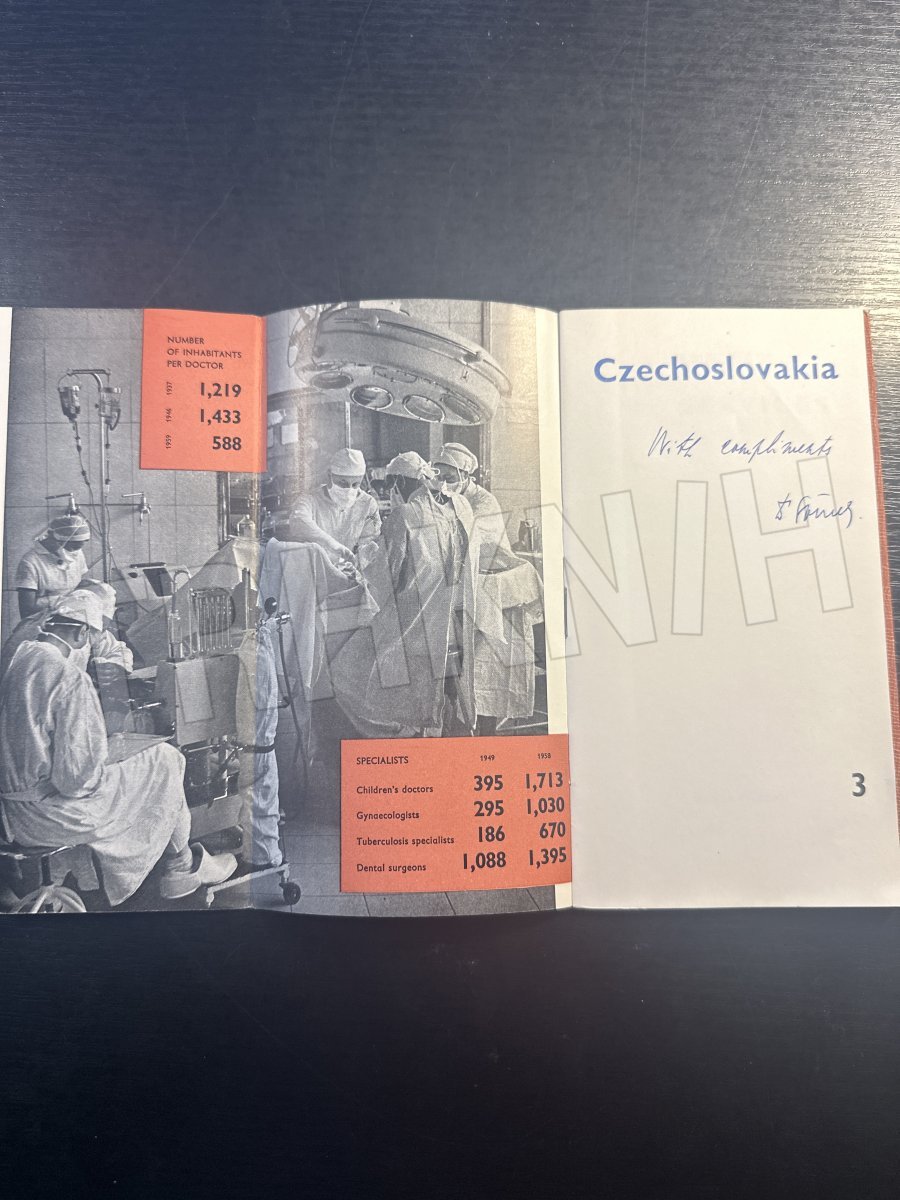 NUMBER
OF INHABITANTS
PER DOCTOR
1937 1,219
1946 1,433
1959 588
SPECIALISTS 1949 1958
Children's doctors 395 1,713
Gynaecologists 295 1,030
Tuberculosis specialists 186 670
Dental surgeons 1,088 1,395
Czechoslovakia
With compliments
3